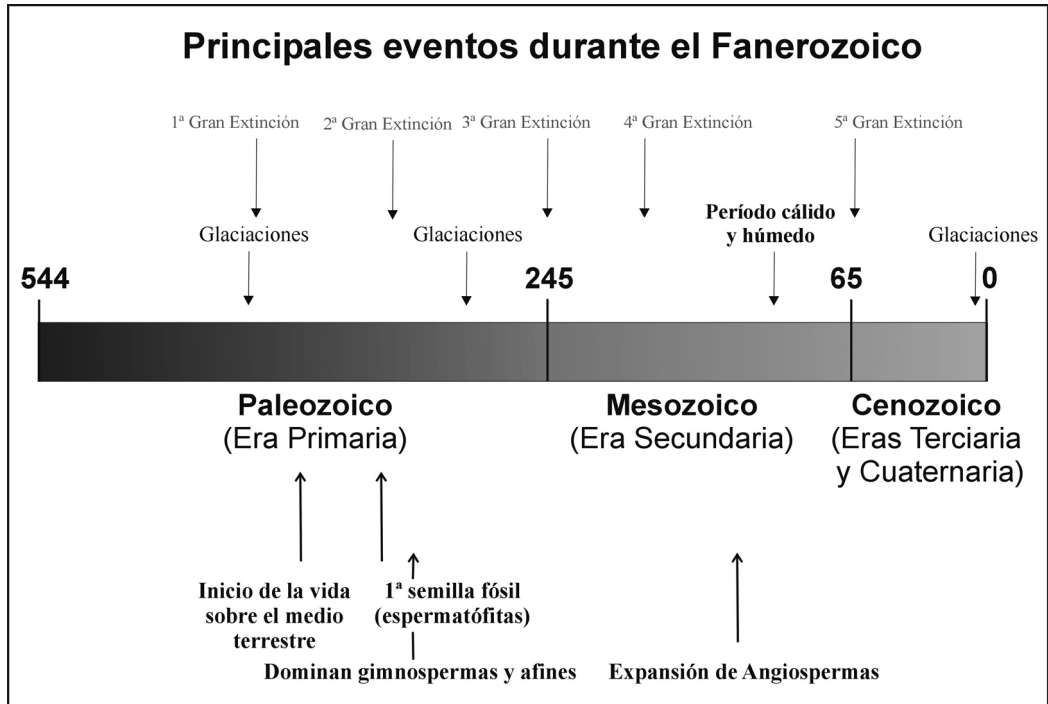 Principales eventos durante el Fanerozoico
1ª Gran Extinción
2ª Gran Extinción
3ª Gran Extinción
4ª Gran Extinción
5ª Gran Extinción
Glaciaciones
Glaciaciones
Período cálido
y húmedo
Glaciaciones
544
245
65
0
Paleozoico
(Era Primaria)
Mesozoico
(Era Secundaria)
Cenozoico
(Eras Terciaria
y Cuaternaria)
Inicio de la vida
sobre el medio
terrestre
1ª semilla fósil
(espermatófitas)
Dominan gimnospermas y afines
Expansión de Angiospermas